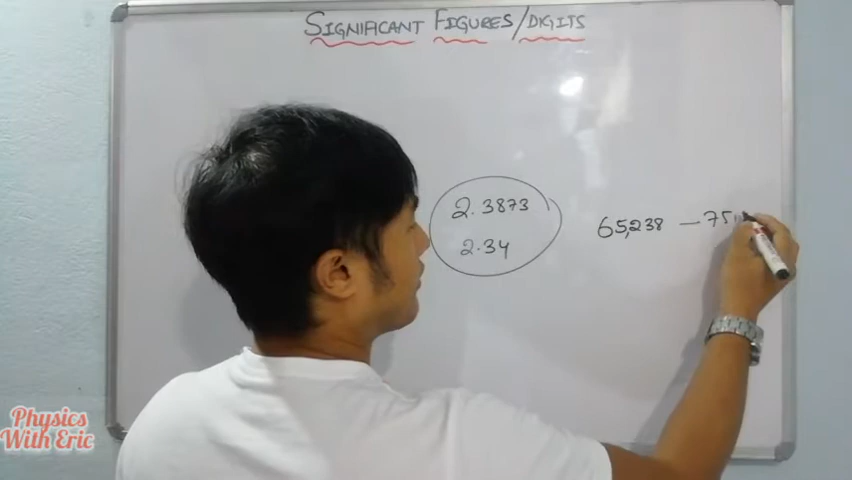 SIGNIFICANT FIGURES/DIGITS
2.3873
2.34
65,238 — 75
Physics
With Eric